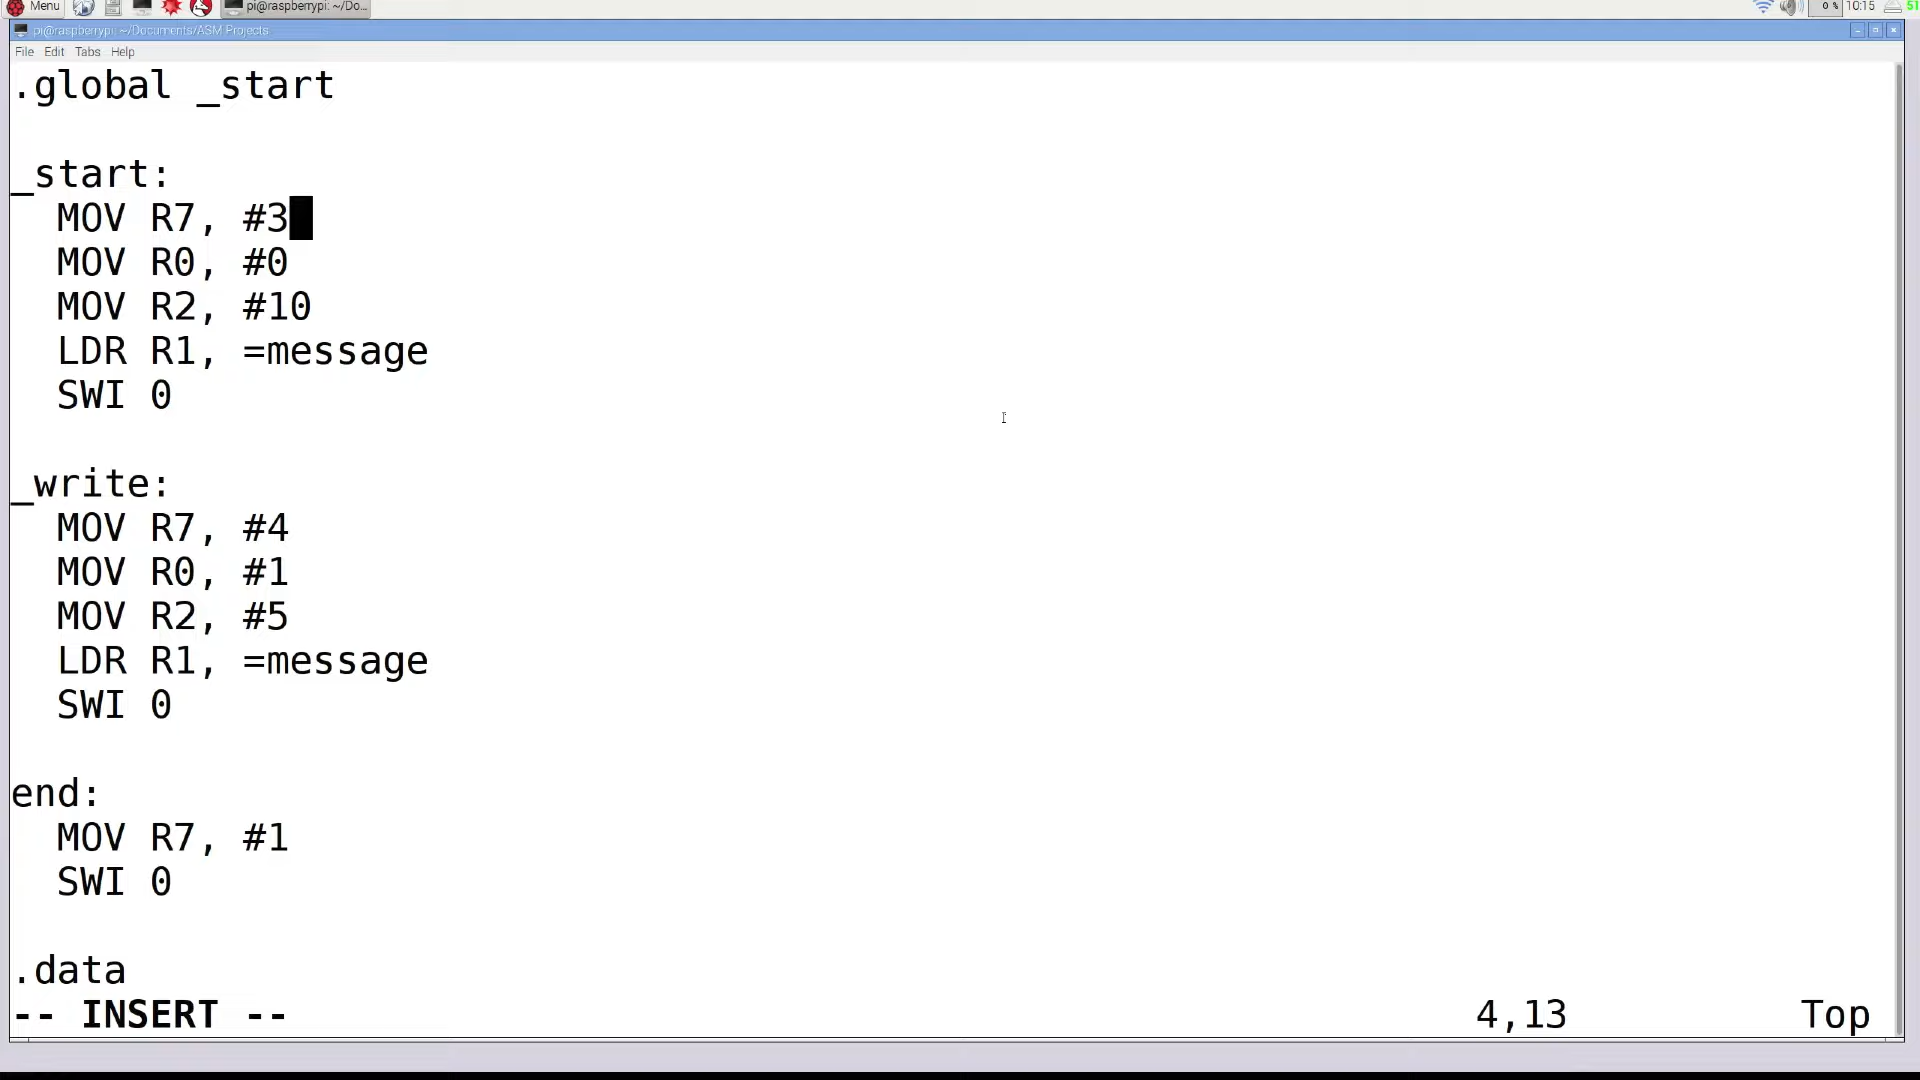 Menu
pi@raspberrypi: ~/Do...
0 %
10:15
51
pi@raspberrypi: ~/Documents/ASM Projects
File Edit Tabs Help
.global _start
_start:
MOV R7, #3
MOV R0, #0
MOV R2, #10
LDR R1, =message
SWI 0
_write:
MOV R7, #4
MOV R0, #1
MOV R2, #5
LDR R1, =message
SWI 0
end:
MOV R7, #1
SWI 0
.data
-- INSERT -- 4,13 Top